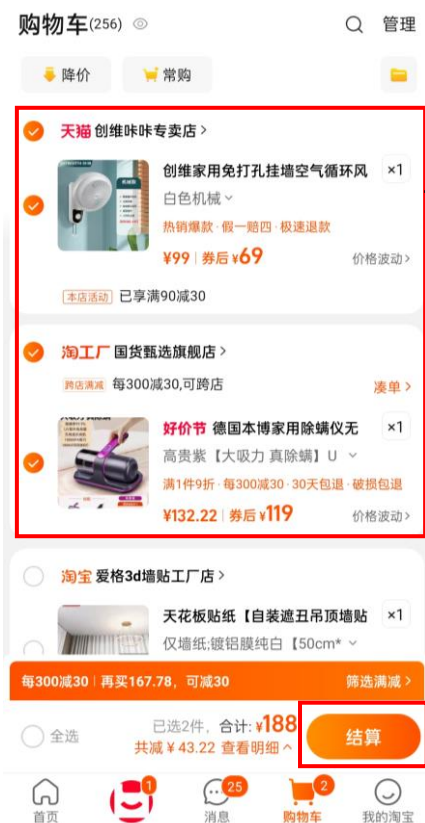 购物车(256)
管理
降价
常购
天猫 创维咔咔专卖店>
创维家用免打孔挂墙空气循环风
×1
白色机械
热销爆款·假一赔四·极速退款
¥99 | 券后 ¥69
价格波动>
本店活动 已享满90减30
淘工厂 国货甄选旗舰店>
跨店满减 每300减30,可跨店
凑单>
好价节 德国本博家用除螨仪无
×1
高贵紫【大吸力 真除螨】U
满1件9折·每300减30·30天包退·破损包退
¥132.22 | 券后 ¥119
价格波动>
淘宝 爱格3d墙贴工厂店>
天花板贴纸【自装遮丑吊顶墙贴
×1
仅墙纸;镀铝膜纯白【50cm*
每300减30 | 再买167.78, 可减30
筛选满减>
全选
已选2件, 合计: ¥188
共减 ¥43.22 查看明细
结算
1
25
2
首页
消息
购物车
我的淘宝